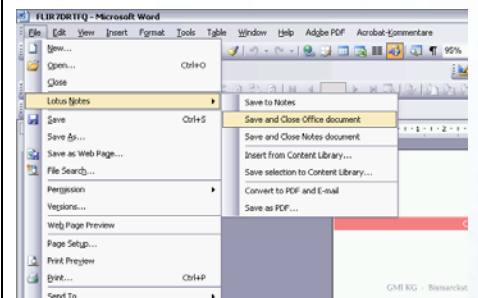 FLIR7DRTFQ - Microsoft Word
File Edit View Insert Format Tools Table Window Help Adobe PDF Acrobat-Kommentare
95%
New...
Open... Ctrl+O
Close
Lotus Notes
Save to Notes
Save and Close Office document
Save and Close Notes document
Insert from Content Library...
Save selection to Content Library...
Convert to PDF and E-mail
Save as PDF...
Save Ctrl+S
Save As...
Save as Web Page...
File Search...
Permission
Versions...
Web Page Preview
Page Setup...
Print Preview
Print... Ctrl+P
Send To
GMI KG - Bismarckst